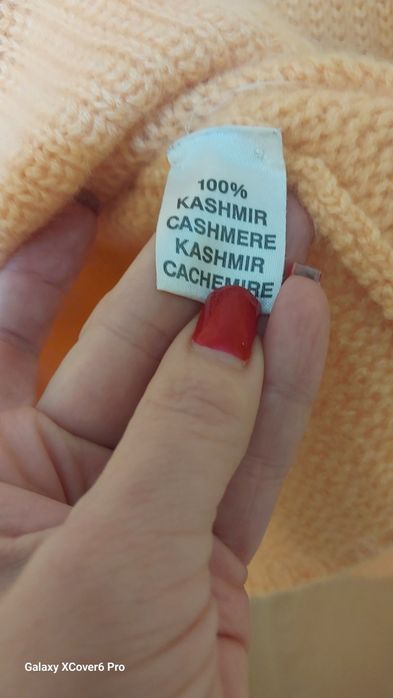 100%
KASHMIR
CASHMERE
KASHMIR
CACHEMIRE
Galaxy XCover6 Pro